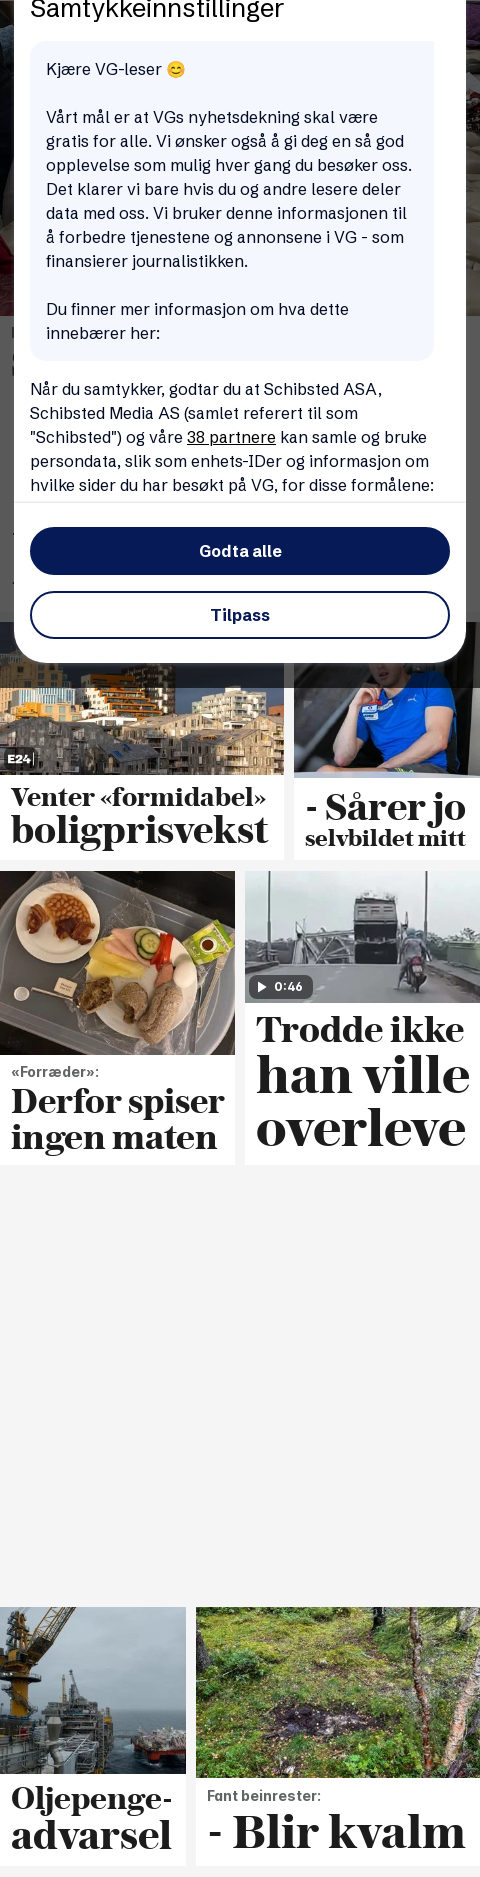 Samtykkeinnstillinger
Kjære VG-leser 😊
Vårt mål er at VGs nyhetsdekning skal være
gratis for alle. Vi ønsker også å gi deg en så god
opplevelse som mulig hver gang du besøker oss.
Det klarer vi bare hvis du og andre lesere deler
data med oss. Vi bruker denne informasjonen til
å forbedre tjenestene og annonsene i VG - som
finansierer journalistikken.
Du finner mer informasjon om hva dette
innebærer her:
Når du samtykker, godtar du at Schibsted ASA,
Schibsted Media AS (samlet referert til som
"Schibsted") og våre 38 partnere kan samle og bruke
persondata, slik som enhets-IDer og informasjon om
hvilke sider du har besøkt på VG, for disse formålene:
Godta alle
Tilpass
E24
Venter «formidabel»
boligprisvekst
- Sårer jo
selvbildet mitt
«Forræder»:
Derfor spiser
ingen maten
0:46
Trodde ikke
han ville
overleve
Oljepenge-
advarsel
Fant beinrester:
- Blir kvalm